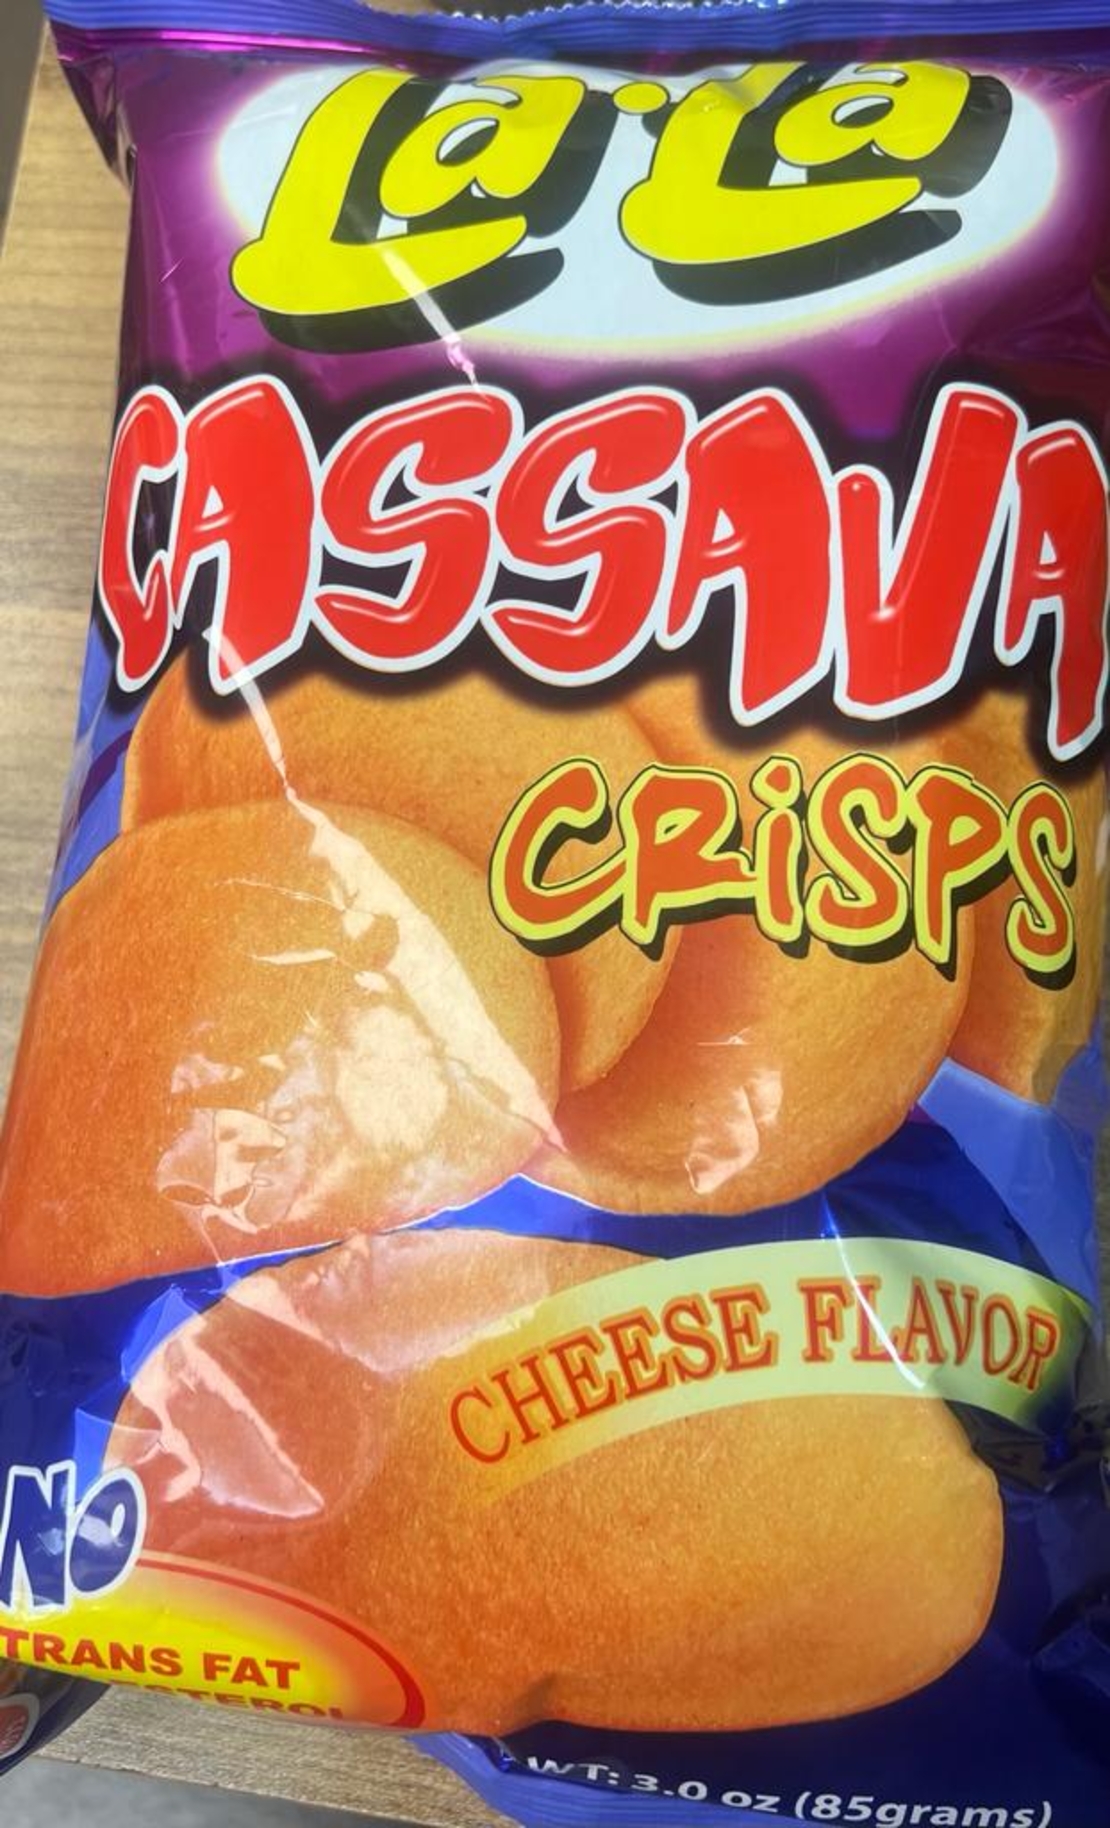 La·La
CASSAVA
CRiSPS
CHEESE FLAVOR
NO
TRANS FAT
WT: 3.0 oz (85grams)